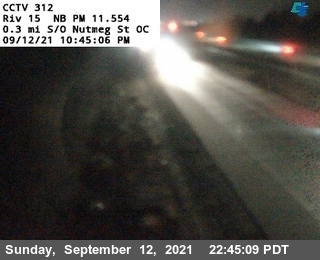 CCTV 312
Riv 15 NB PM 11.554
0.3 mi S/O Nutmeg St OC
09/12/21 10:45:06 PM
Sunday, September 12, 2021 22:45:09 PDT